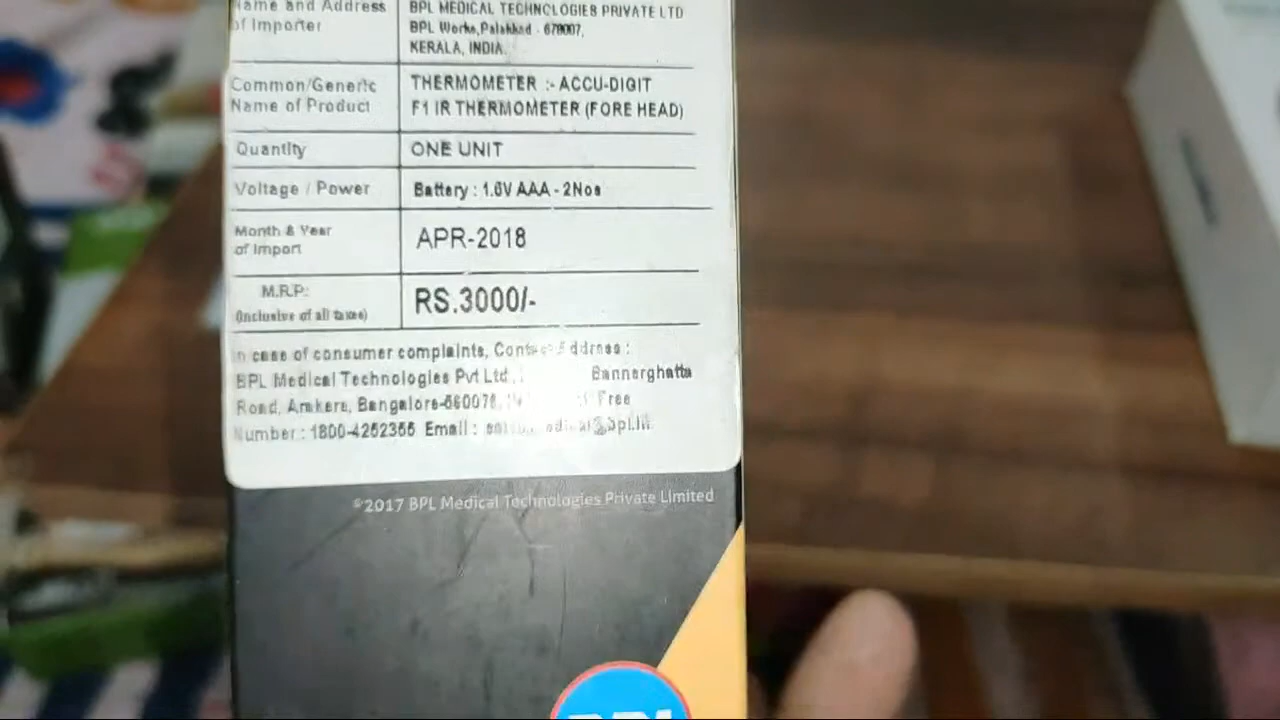 Name and Address BPL MEDICAL TECHNOLOGIES PRIVATE LTD
of Importer BPL Works,Palakkad - 678007,
KERALA, INDIA.
Common/Generic THERMOMETER :- ACCU-DIGIT
Name of Product F1 IR THERMOMETER (FORE HEAD)
Quantity ONE UNIT
Voltage / Power Battery : 1.6V AAA - 2Nos
Month & Year
of Import APR-2018
M.R.P: RS.3000/-
(Inclusive of all taxes)
In case of consumer complaints, Contact Address :
BPL Medical Technologies Pvt Ltd, Bannerghatta
Road, Arakere, Bangalore-560076, Free
Number : 1800-4252355 Email :
©2017 BPL Medical Technologies Private Limited
BPL